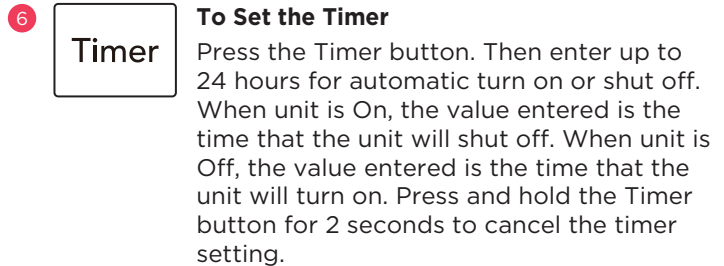 6
To Set the Timer
Timer
Press the Timer button. Then enter up to
24 hours for automatic turn on or shut off.
When unit is On, the value entered is the
time that the unit will shut off. When unit is
Off, the value entered is the time that the
unit will turn on. Press and hold the Timer
button for 2 seconds to cancel the timer
setting.